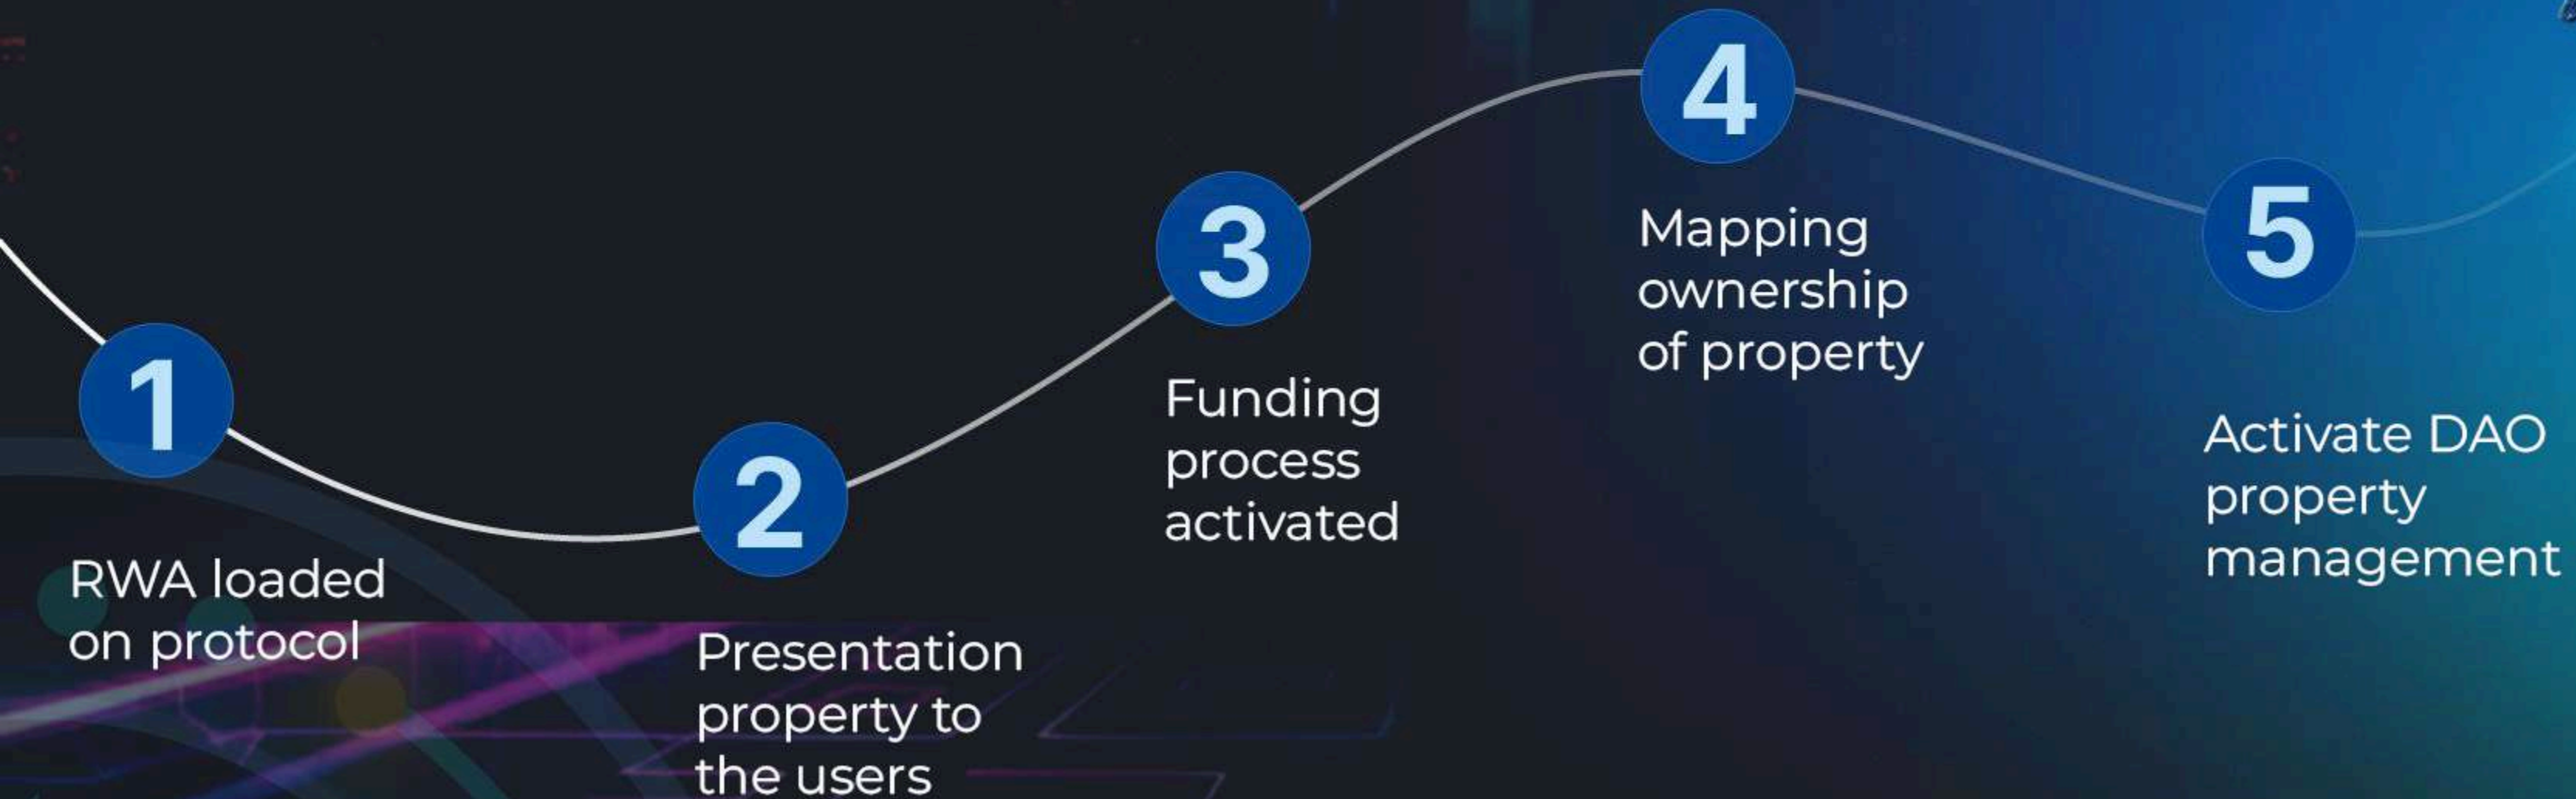 1
RWA loaded
on protocol
2
Presentation
property to
the users
3
Funding
process
activated
4
Mapping
ownership
of property
5
Activate DAO
property
management